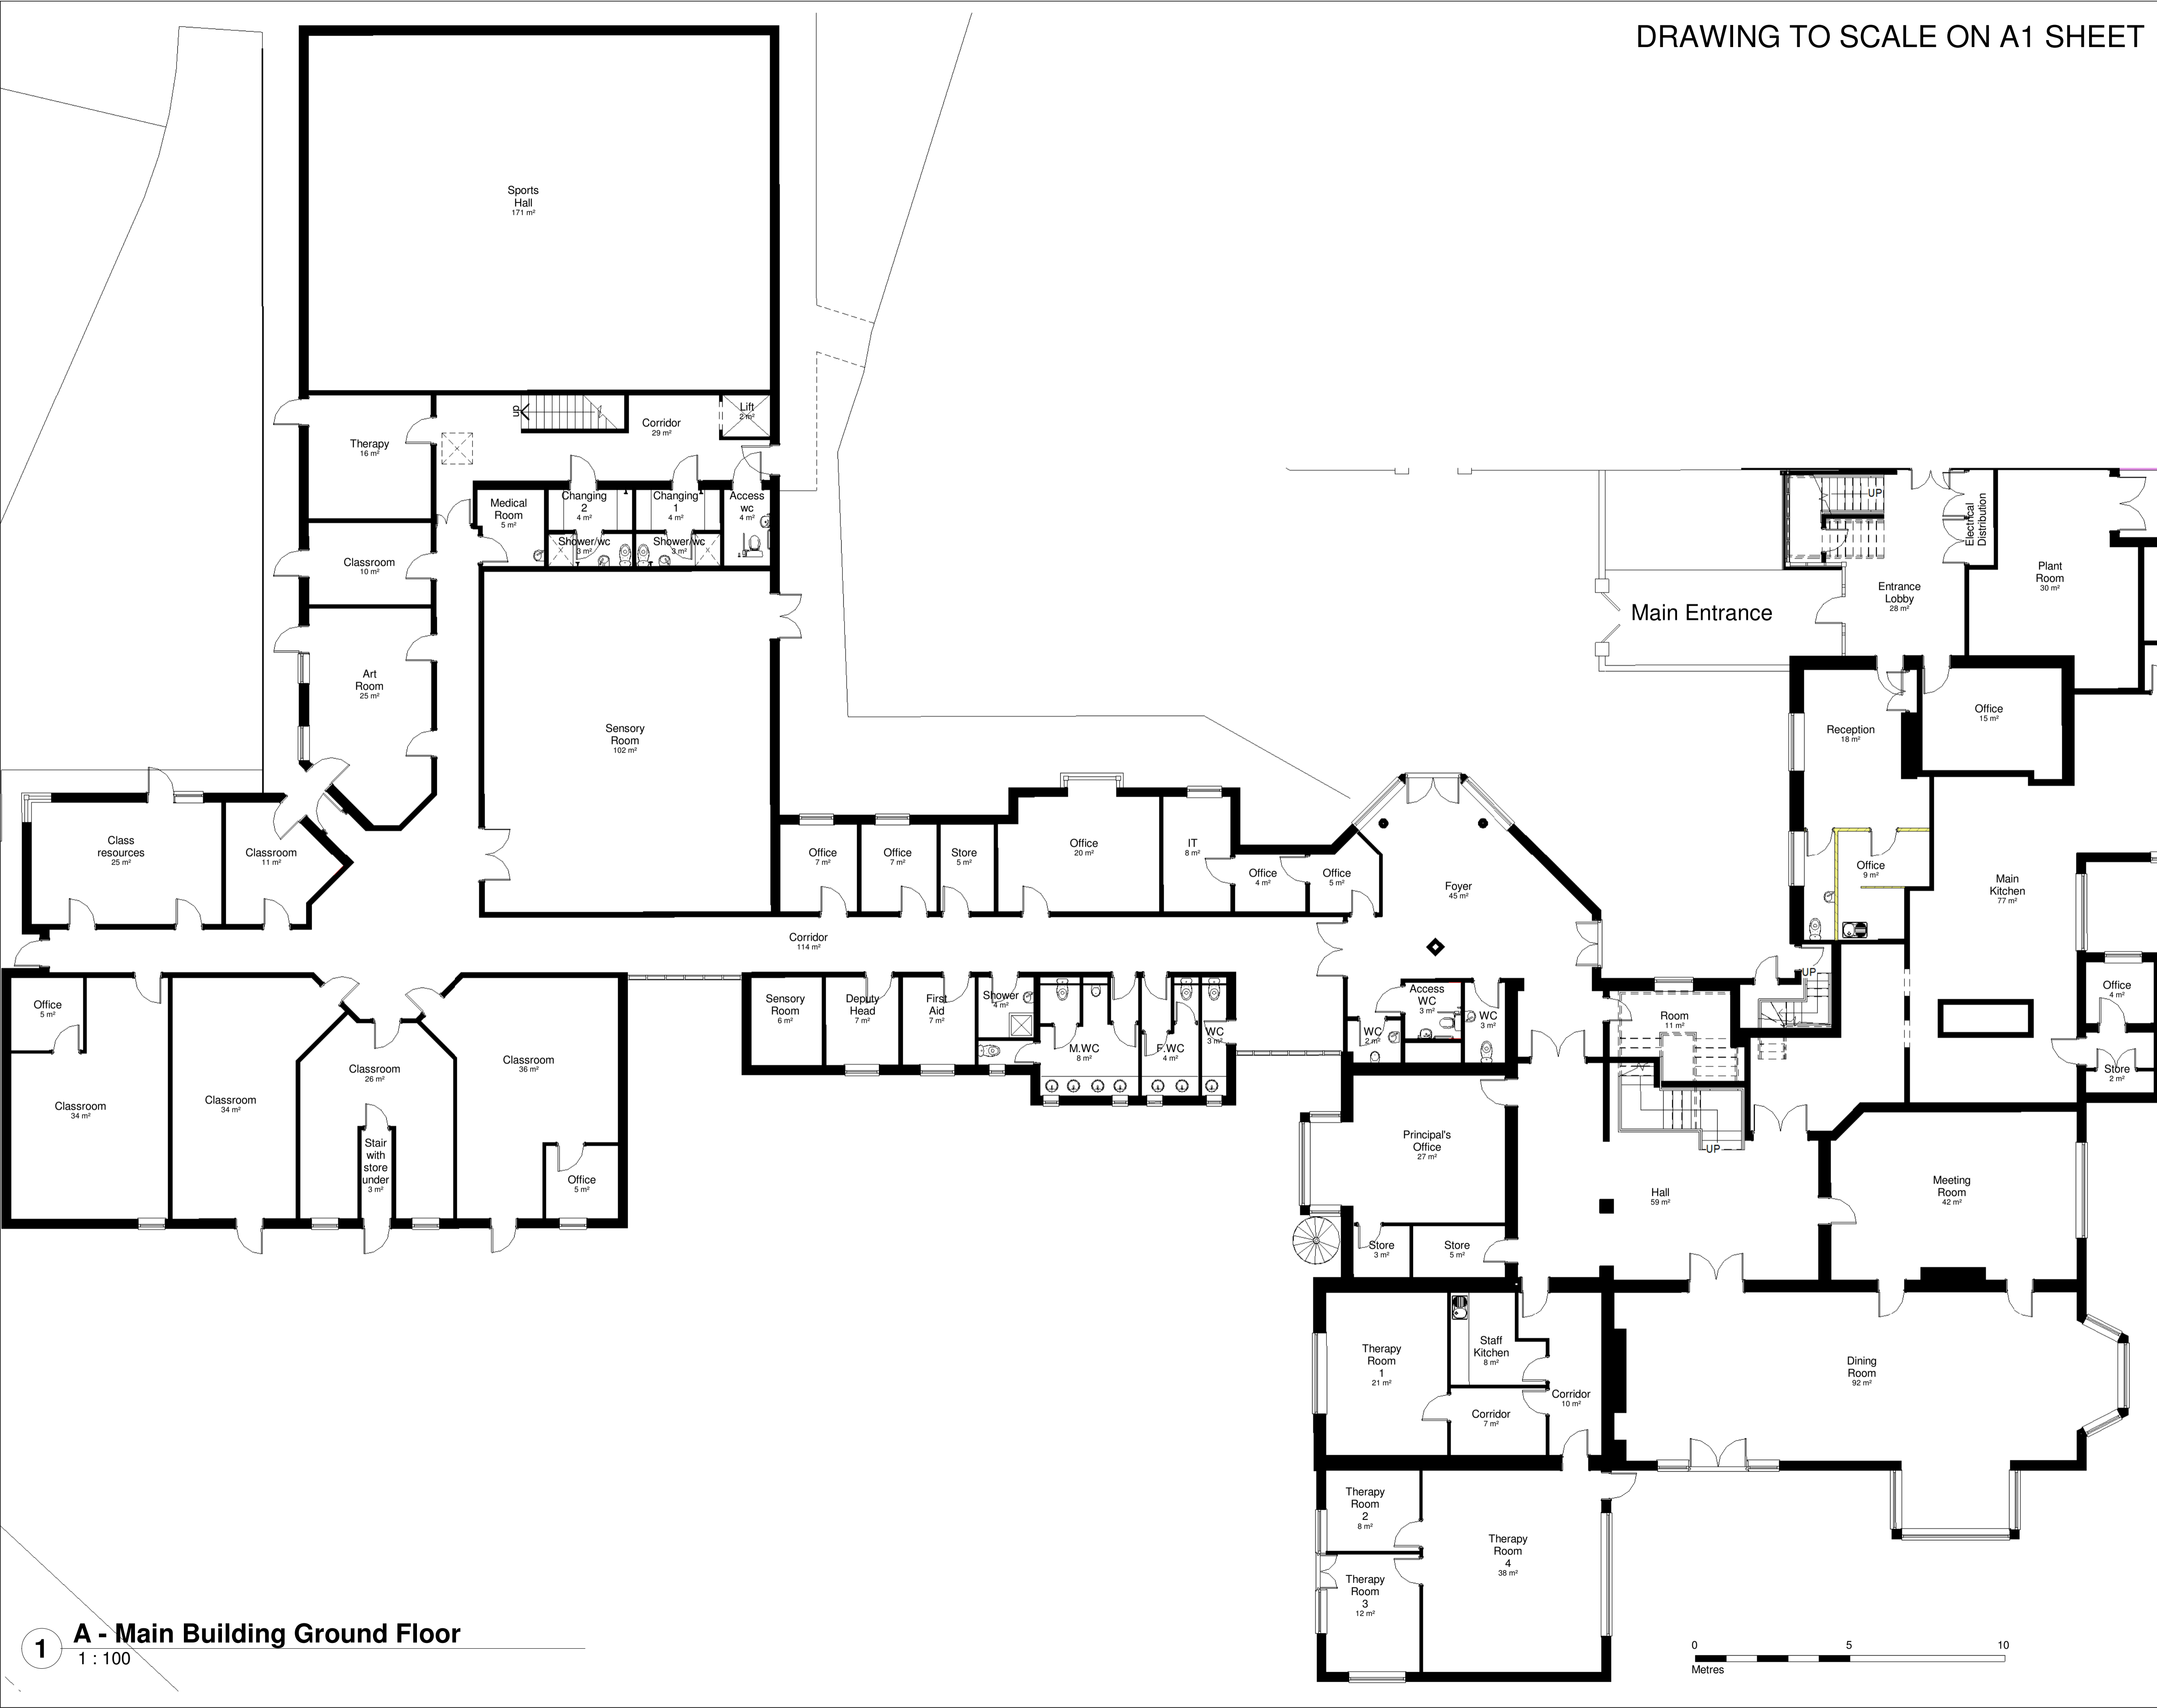 DRAWING TO SCALE ON A1 SHEET
Sports
Hall
171 m²
Therapy
16 m²
up
Corridor
29 m²
Lift
2 m²
Medical
Room
5 m²
Changing
2
4 m²
Changing
1
4 m²
Access
wc
4 m²
Shower/wc
3 m²
Shower/wc
3 m²
Classroom
10 m²
Art
Room
25 m²
Sensory
Room
102 m²
Class
resources
25 m²
Classroom
11 m²
Office
7 m²
Office
7 m²
Store
5 m²
Office
20 m²
IT
8 m²
Office
4 m²
Office
5 m²
Foyer
45 m²
Corridor
114 m²
Main Entrance
UP
Electrical
Distribution
Entrance
Lobby
28 m²
Plant
Room
30 m²
Reception
18 m²
Office
15 m²
Office
9 m²
Main
Kitchen
77 m²
Office
4 m²
Store
2 m²
UP
Room
11 m²
Office
5 m²
Classroom
34 m²
Classroom
34 m²
Classroom
26 m²
Stair
with
store
under
3 m²
Classroom
36 m²
Office
5 m²
Sensory
Room
6 m²
Deputy
Head
7 m²
First
Aid
7 m²
Shower
4 m²
M.WC
8 m²
F.WC
4 m²
WC
3 m²
Access
WC
3 m²
WC
2 m²
WC
3 m²
Principal's
Office
27 m²
Store
3 m²
Store
5 m²
UP
Hall
59 m²
Meeting
Room
42 m²
Therapy
Room
1
21 m²
Staff
Kitchen
8 m²
Corridor
7 m²
Corridor
10 m²
Dining
Room
92 m²
Therapy
Room
2
8 m²
Therapy
Room
3
12 m²
Therapy
Room
4
38 m²
1
A - Main Building Ground Floor
1 : 100
0 5 10
Metres